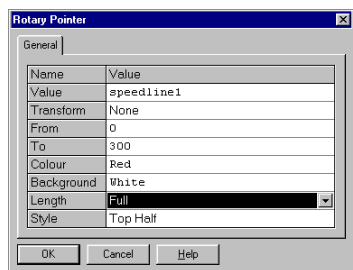 Rotary Pointer
General
Name Value
Value speedline1
Transform None
From 0
To 300
Colour Red
Background White
Length Full
Style Top Half
OK Cancel Help